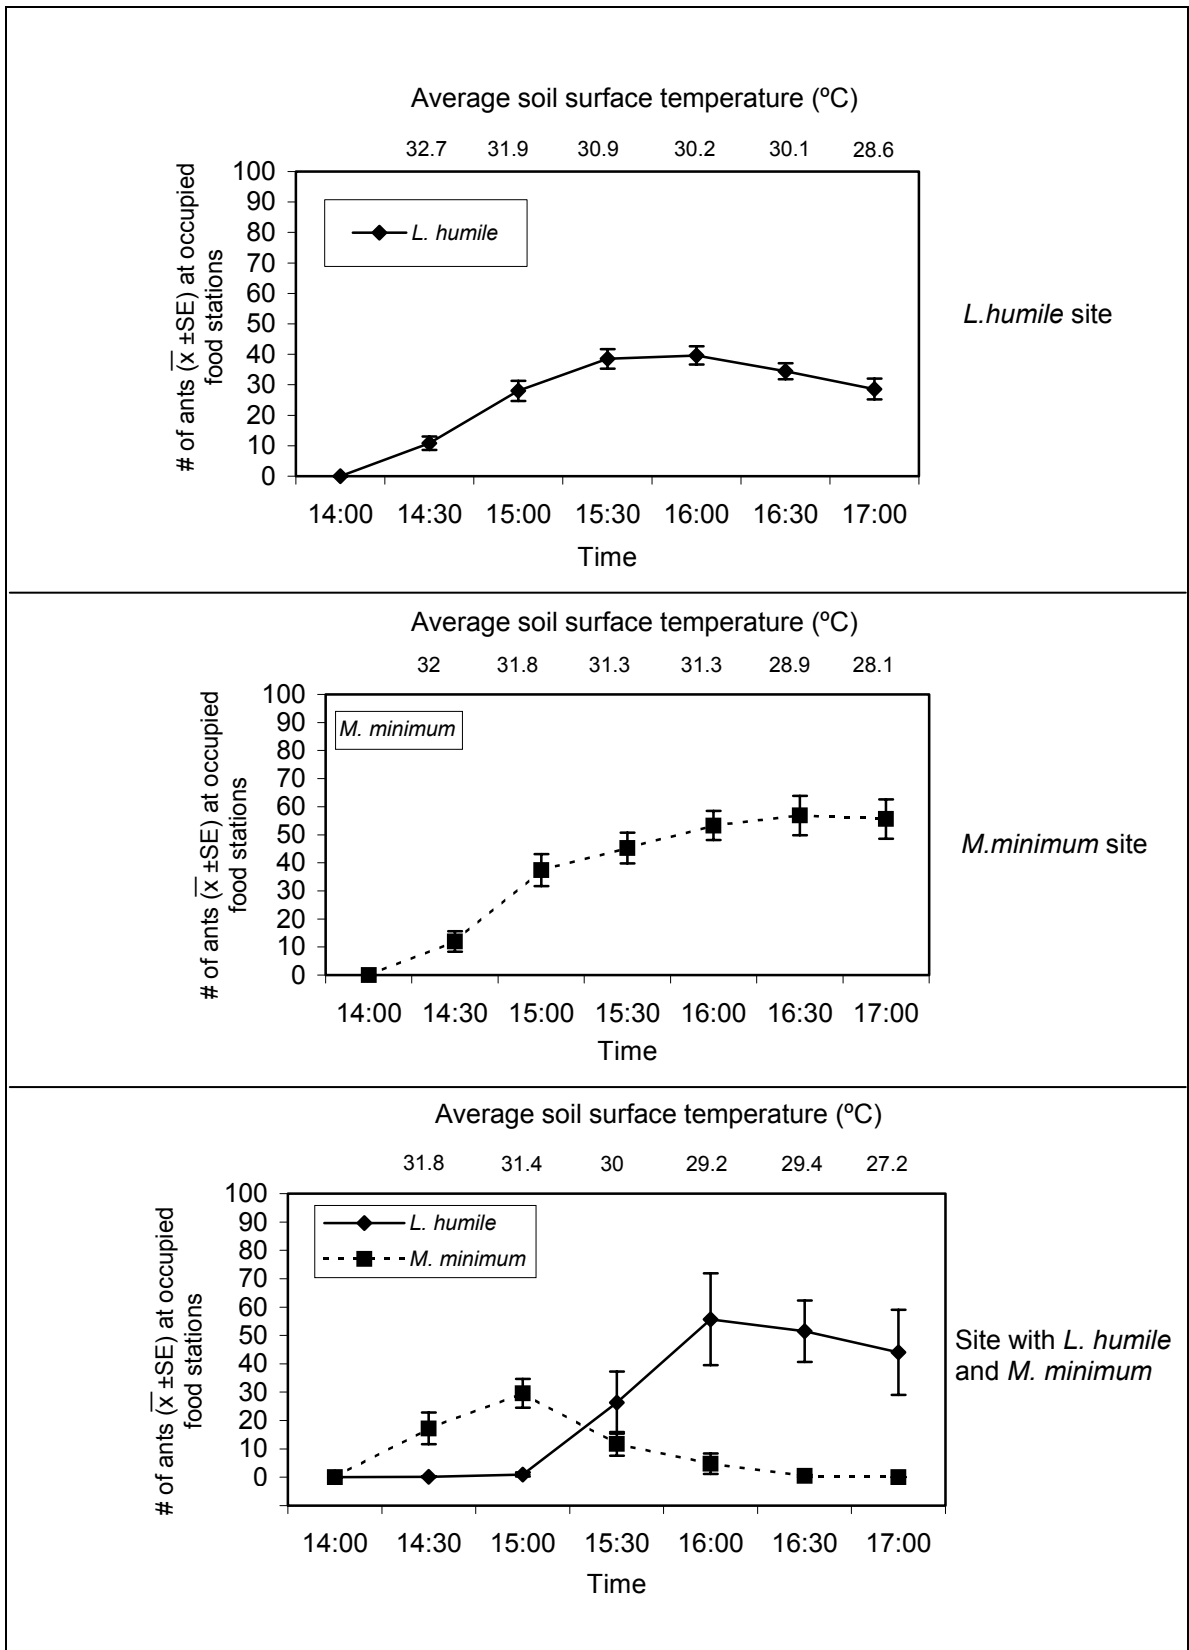 Average soil surface temperature (ºC)
32.7 31.9 30.9 30.2 30.1 28.6
# of ants (x ±SE) at occupied
food stations
100
90
80
70
60
50
40
30
20
10
0
L. humile
L.humile site
14:00 14:30 15:00 15:30 16:00 16:30 17:00
Time
Average soil surface temperature (ºC)
32 31.8 31.3 31.3 28.9 28.1
# of ants (x ±SE) at occupied
food stations
100
90
80
70
60
50
40
30
20
10
0
M. minimum
M.minimum site
14:00 14:30 15:00 15:30 16:00 16:30 17:00
Time
Average soil surface temperature (ºC)
31.8 31.4 30 29.2 29.4 27.2
# of ants (x ±SE) at occupied
food stations
100
90
80
70
60
50
40
30
20
10
0
L. humile
M. minimum
Site with L. humile
and M. minimum
14:00 14:30 15:00 15:30 16:00 16:30 17:00
Time